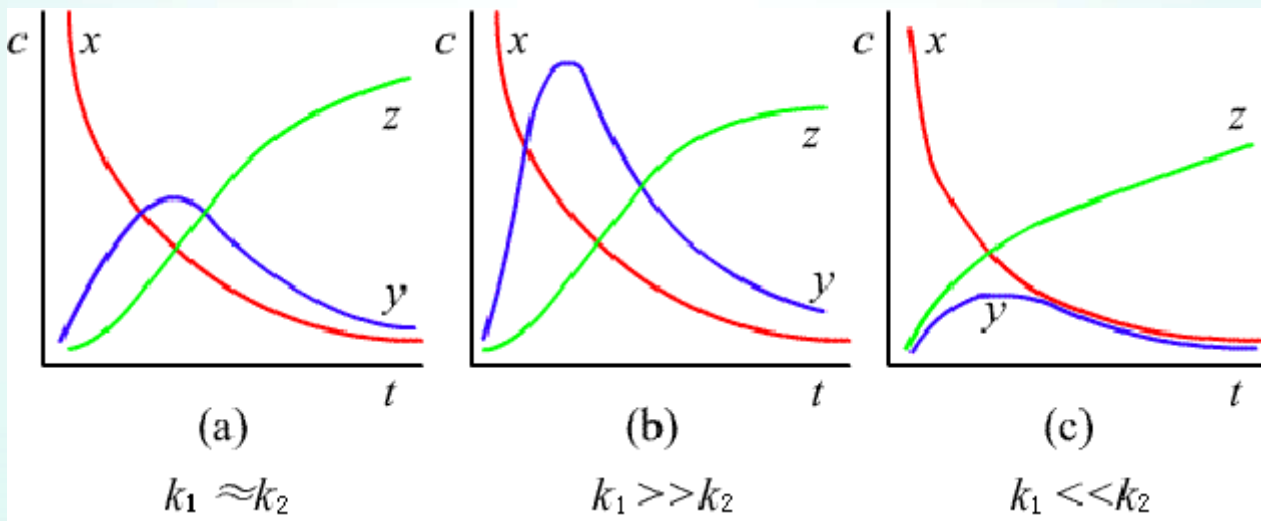 c x z y t
c x z y t
c x z y t
(a) (b) (c)
k₁ ≈k₂ k₁ >>k₂ k₁ <<k₂